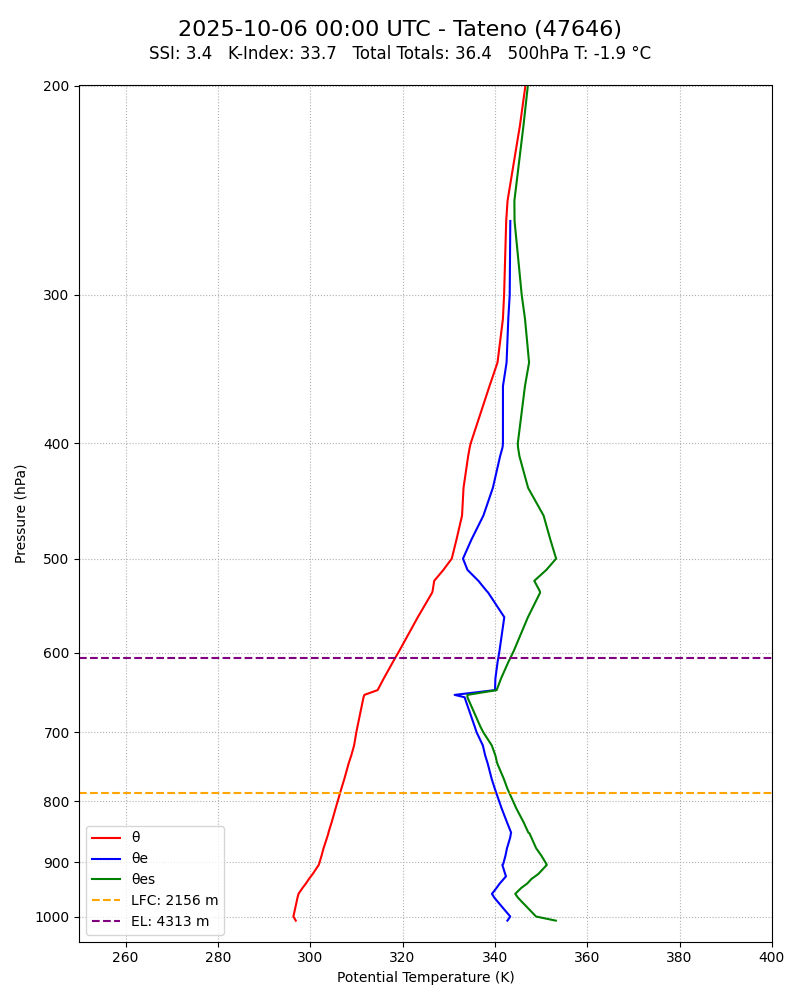 2025-10-06 00:00 UTC - Tateno (47646)
SSI: 3.4   K-Index: 33.7   Total Totals: 36.4   500hPa T: -1.9 °C
200
300
400
500
600
700
800
900
1000
Pressure (hPa)
θ
θe
θes
LFC: 2156 m
EL: 4313 m
260
280
300
320
340
360
380
400
Potential Temperature (K)